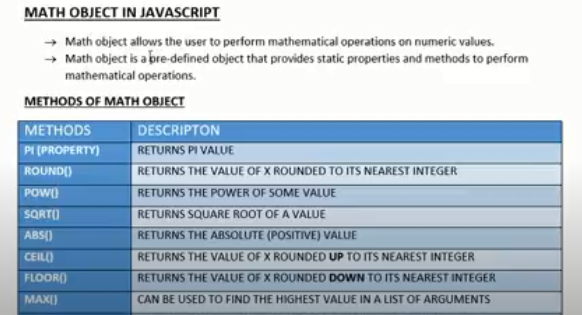 MATH OBJECT IN JAVASCRIPT
→ Math object allows the user to perform mathematical operations on numeric values.
→ Math object is a pre-defined object that provides static properties and methods to perform
mathematical operations.
METHODS OF MATH OBJECT
METHODS DESCRIPTON
PI (PROPERTY) RETURNS PI VALUE
ROUND() RETURNS THE VALUE OF X ROUNDED TO ITS NEAREST INTEGER
POW() RETURNS THE POWER OF SOME VALUE
SQRT() RETURNS SQUARE ROOT OF A VALUE
ABS() RETURNS THE ABSOLUTE (POSITIVE) VALUE
CEIL() RETURNS THE VALUE OF X ROUNDED UP TO ITS NEAREST INTEGER
FLOOR() RETURNS THE VALUE OF X ROUNDED DOWN TO ITS NEAREST INTEGER
MAX() CAN BE USED TO FIND THE HIGHEST VALUE IN A LIST OF ARGUMENTS